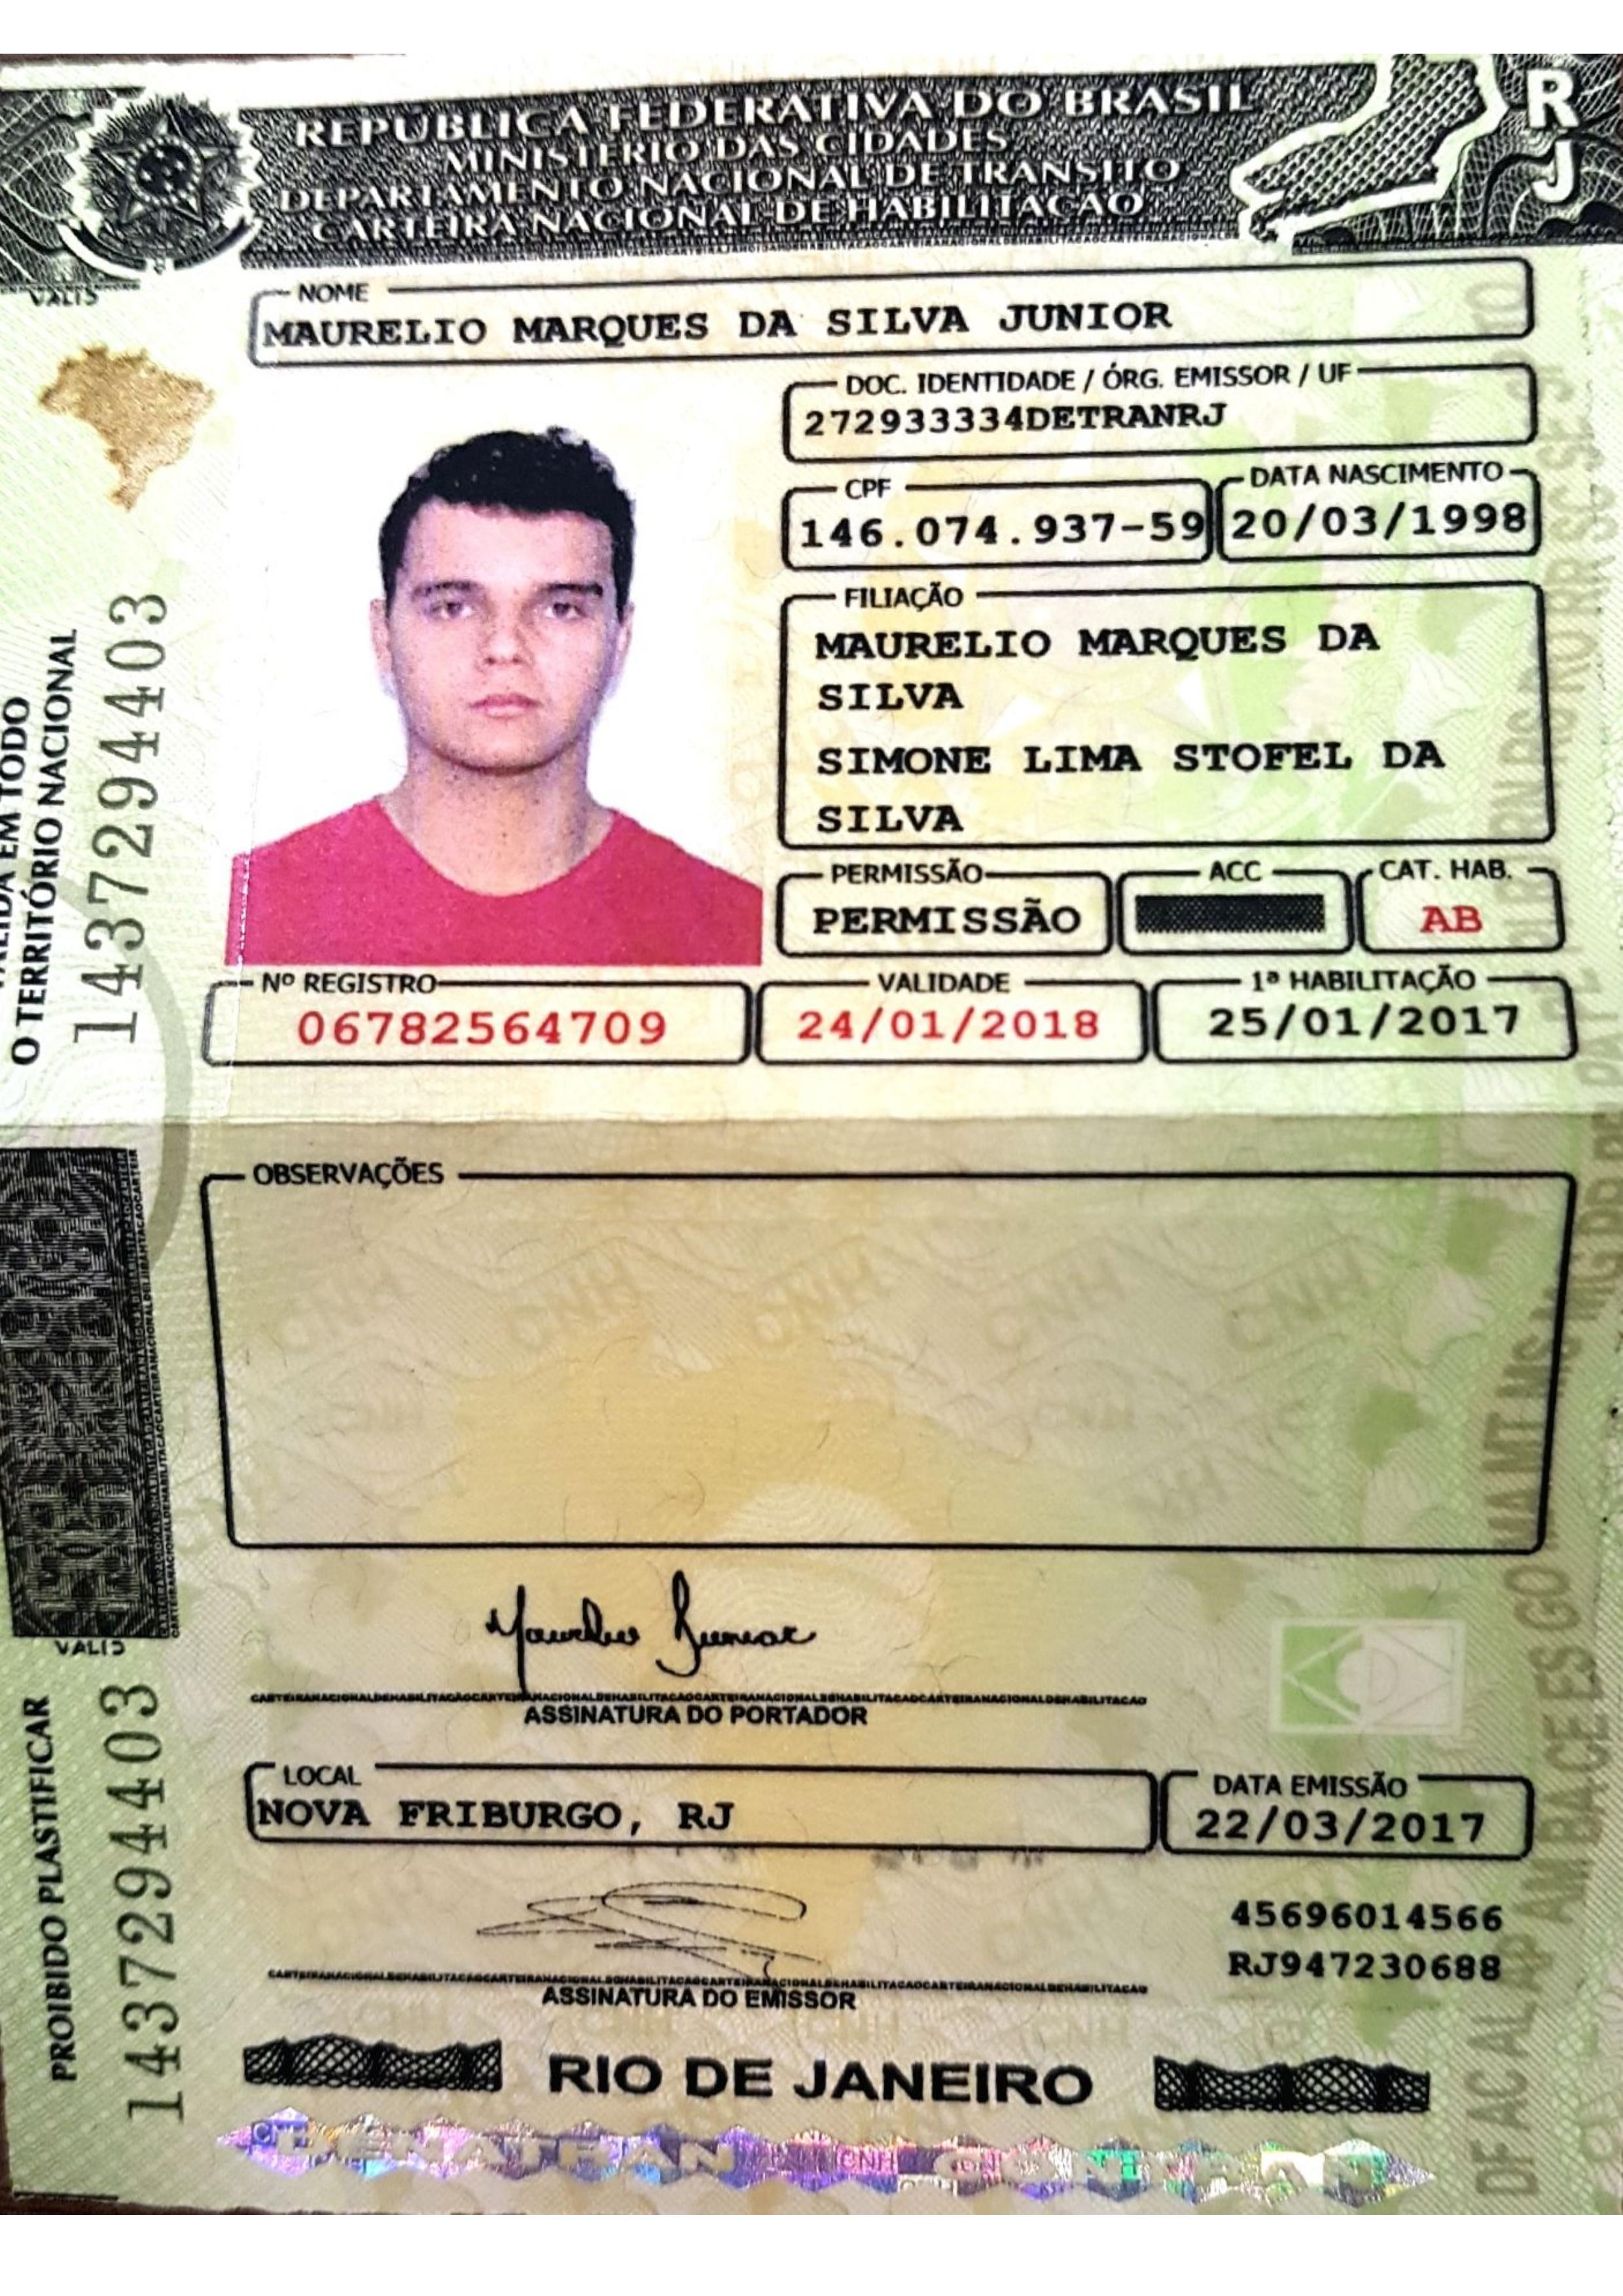 REPÚBLICA FEDERATIVA DO BRASIL
MINISTÉRIO DAS CIDADES
DEPARTAMENTO NACIONAL DE TRÂNSITO
CARTEIRA NACIONAL DE HABILITAÇÃO
R
J
NOME
MAURELIO MARQUES DA SILVA JUNIOR
DOC. IDENTIDADE / ÓRG. EMISSOR / UF
272933334DETRANRJ
CPF
146.074.937-59
DATA NASCIMENTO
20/03/1998
FILIAÇÃO
MAURELIO MARQUES DA
SILVA
SIMONE LIMA STOFEL DA
SILVA
PERMISSÃO
PERMISSÃO
ACC
CAT. HAB.
AB
Nº REGISTRO
06782564709
VALIDADE
24/01/2018
1ª HABILITAÇÃO
25/01/2017
EM TODO
O TERRITÓRIO NACIONAL
1437294403
OBSERVAÇÕES
Maurelio Junior
ASSINATURA DO PORTADOR
LOCAL
NOVA FRIBURGO, RJ
DATA EMISSÃO
22/03/2017
45696014566
RJ947230688
ASSINATURA DO EMISSOR
PROIBIDO PLASTIFICAR
1437294403
RIO DE JANEIRO
DENATRAN CNH CONTRAN